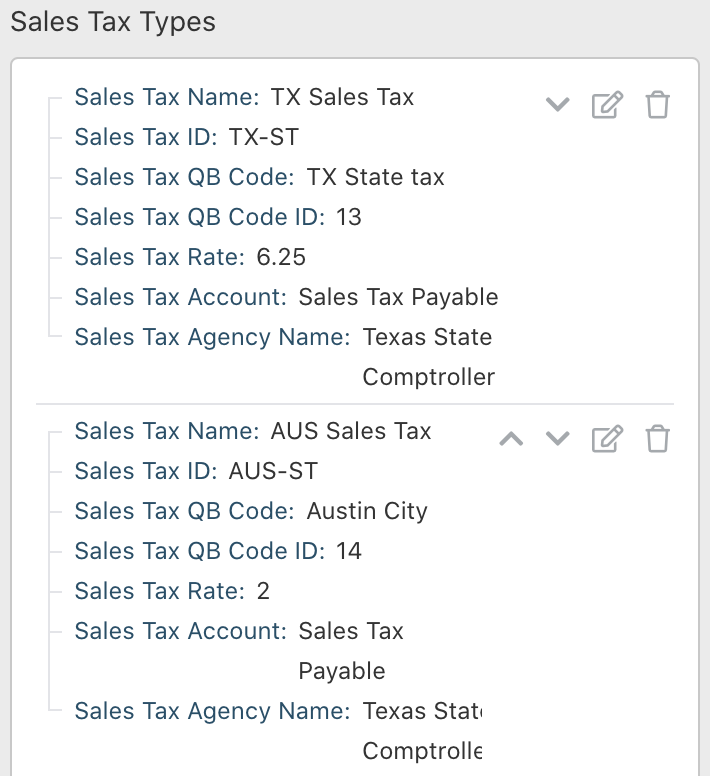 Sales Tax Types
Sales Tax Name: TX Sales Tax
Sales Tax ID: TX-ST
Sales Tax QB Code: TX State tax
Sales Tax QB Code ID: 13
Sales Tax Rate: 6.25
Sales Tax Account: Sales Tax Payable
Sales Tax Agency Name: Texas State
Comptroller
Sales Tax Name: AUS Sales Tax
Sales Tax ID: AUS-ST
Sales Tax QB Code: Austin City
Sales Tax QB Code ID: 14
Sales Tax Rate: 2
Sales Tax Account: Sales Tax
Payable
Sales Tax Agency Name: Texas State
Comptrolle